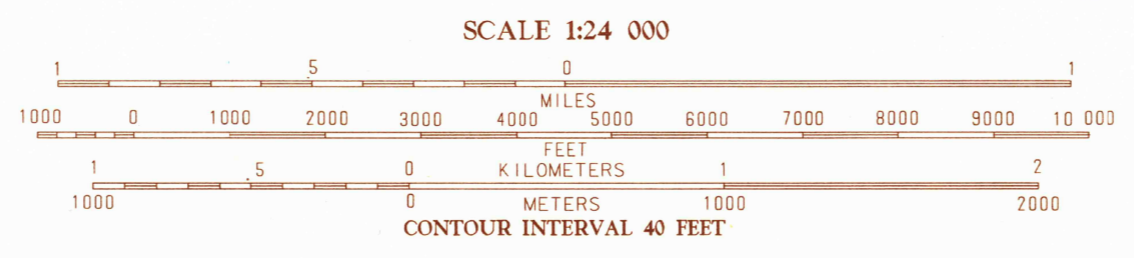 SCALE 1:24 000
1 .5 0 1
MILES
1000 0 1000 2000 3000 4000 5000 6000 7000 8000 9000 10 000
FEET
1 .5 0 KILOMETERS 1 2
1000 0 METERS 1000 2000
CONTOUR INTERVAL 40 FEET